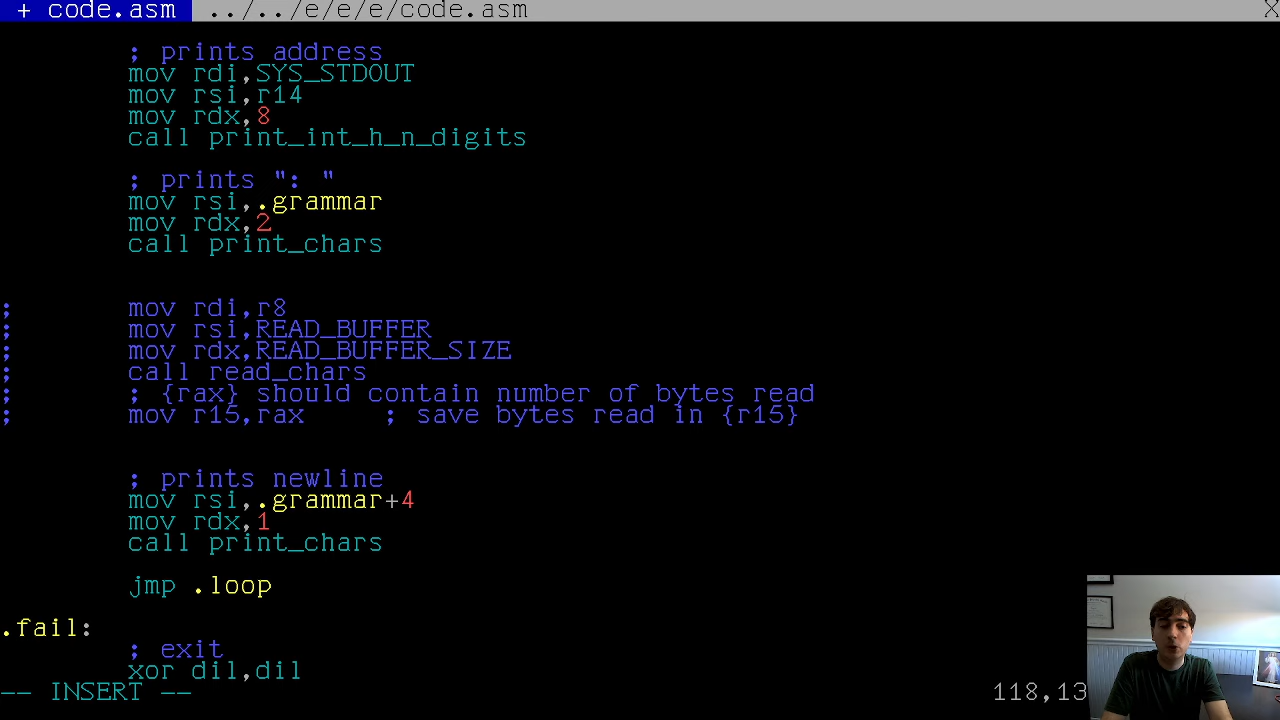 + code.asm  ../../e/e/e/code.asm X
; prints address
mov rdi,SYS_STDOUT
mov rsi,r14
mov rdx,8
call print_int_h_n_digits
; prints ": "
mov rsi,.grammar
mov rdx,2
call print_chars
; mov rdi,r8
; mov rsi,READ_BUFFER
; mov rdx,READ_BUFFER_SIZE
; call read_chars
; ; {rax} should contain number of bytes read
; mov r15,rax ; save bytes read in {r15}
; prints newline
mov rsi,.grammar+4
mov rdx,1
call print_chars
jmp .loop
.fail:
; exit
xor dil,dil
-- INSERT -- 118,13